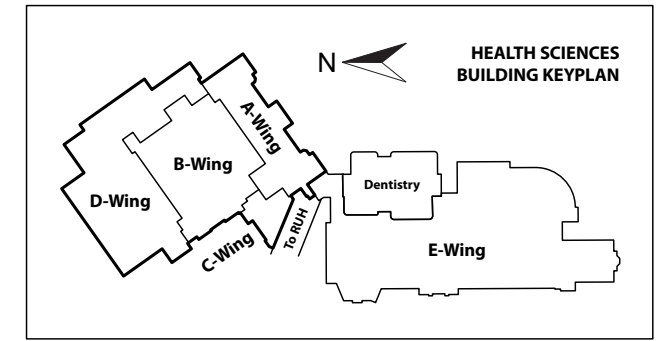 N
HEALTH SCIENCES
BUILDING KEYPLAN
A-Wing
B-Wing
D-Wing
Dentistry
C-Wing
To RUH
E-Wing